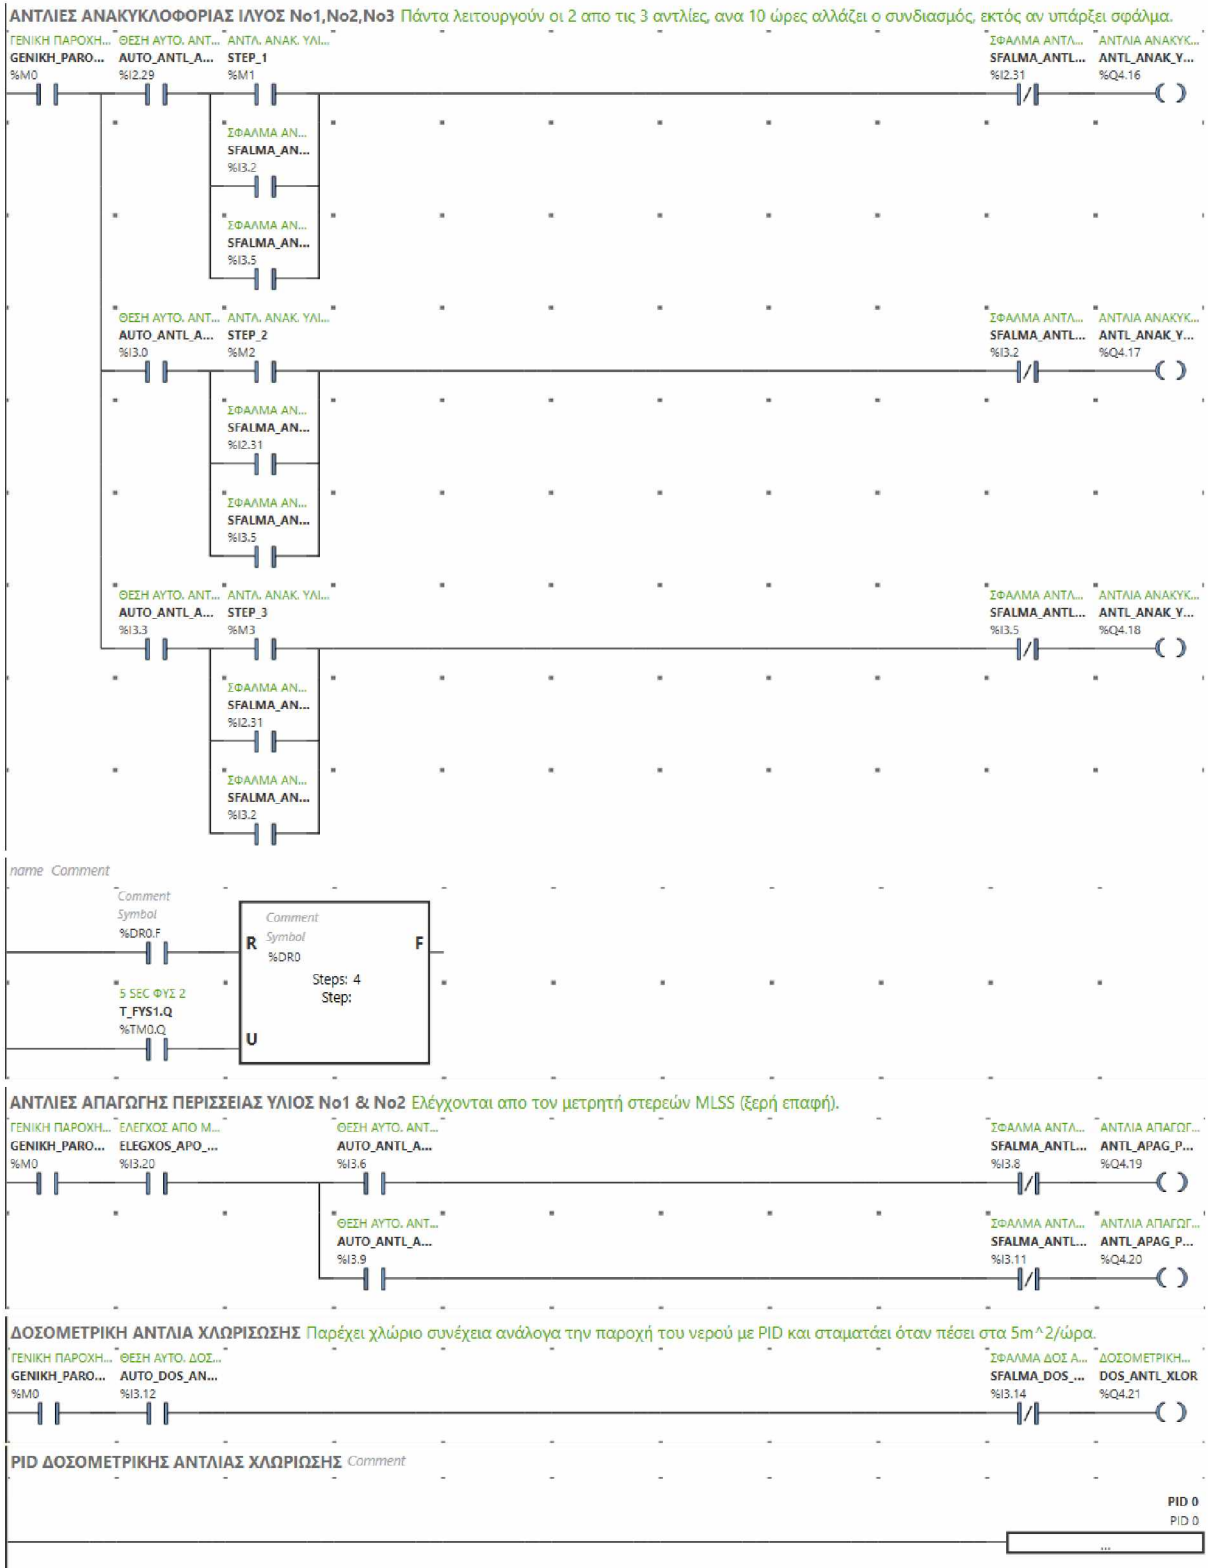 ΑΝΤΛΙΕΣ ΑΝΑΚΥΚΛΟΦΟΡΙΑΣ ΙΛΥΟΣ Νο1,Νο2,Νο3 Πάντα λειτουργούν οι 2 απο τις 3 αντλίες, ανα 10 ώρες αλλάζει ο συνδιασμός, εκτός αν υπάρξει σφάλμα.
ΓΕΝΙΚΗ ΠΑΡΟΧΗ... ΘΕΣΗ ΑΥΤΟ. ΑΝΤ... ΑΝΤΛ. ΑΝΑΚ. ΥΛΙ... ΣΦΑΛΜΑ ΑΝΤΛ... ΑΝΤΛΙΑ ΑΝΑΚΥΚ...
GENIKH_PARO... AUTO_ANTL_A... STEP_1 SFALMA_ANTL... ANTL_ANAK_Y...
%M0 %I2.29 %M1 %I2.31 %Q4.16
ΣΦΑΛΜΑ ΑΝ...
SFALMA_AN...
%I3.2
ΣΦΑΛΜΑ ΑΝ...
SFALMA_AN...
%I3.5
ΘΕΣΗ ΑΥΤΟ. ΑΝΤ... ΑΝΤΛ. ΑΝΑΚ. ΥΛΙ... ΣΦΑΛΜΑ ΑΝΤΛ... ΑΝΤΛΙΑ ΑΝΑΚΥΚ...
AUTO_ANTL_A... STEP_2 SFALMA_ANTL... ANTL_ANAK_Y...
%I3.0 %M2 %I3.2 %Q4.17
ΣΦΑΛΜΑ ΑΝ...
SFALMA_AN...
%I2.31
ΣΦΑΛΜΑ ΑΝ...
SFALMA_AN...
%I3.5
ΘΕΣΗ ΑΥΤΟ. ΑΝΤ... ΑΝΤΛ. ΑΝΑΚ. ΥΛΙ... ΣΦΑΛΜΑ ΑΝΤΛ... ΑΝΤΛΙΑ ΑΝΑΚΥΚ...
AUTO_ANTL_A... STEP_3 SFALMA_ANTL... ANTL_ANAK_Y...
%I3.3 %M3 %I3.5 %Q4.18
ΣΦΑΛΜΑ ΑΝ...
SFALMA_AN...
%I2.31
ΣΦΑΛΜΑ ΑΝ...
SFALMA_AN...
%I3.2
name Comment
Comment
Symbol
%DR0.F
Comment
R Symbol F
%DR0
Steps: 4
Step:
5 SEC ΦΥΣ 2
T_FYS1.Q
%TM0.Q
U
ΑΝΤΛΙΕΣ ΑΠΑΓΩΓΗΣ ΠΕΡΙΣΣΕΙΑΣ ΥΛΙΟΣ Νο1 & Νο2 Ελέγχονται απο τον μετρητή στερεών MLSS (ξερή επαφή).
ΓΕΝΙΚΗ ΠΑΡΟΧΗ... ΕΛΕΓΧΟΣ ΑΠΟ Μ... ΘΕΣΗ ΑΥΤΟ. ΑΝΤ... ΣΦΑΛΜΑ ΑΝΤΛ... ΑΝΤΛΙΑ ΑΠΑΓΩΓ...
GENIKH_PARO... ELEGXOS_APO_... AUTO_ANTL_A... SFALMA_ANTL... ANTL_APAG_P...
%M0 %I3.20 %I3.6 %I3.8 %Q4.19
ΘΕΣΗ ΑΥΤΟ. ΑΝΤ... ΣΦΑΛΜΑ ΑΝΤΛ... ΑΝΤΛΙΑ ΑΠΑΓΩΓ...
AUTO_ANTL_A... SFALMA_ANTL... ANTL_APAG_P...
%I3.9 %I3.11 %Q4.20
ΔΟΣΟΜΕΤΡΙΚΗ ΑΝΤΛΙΑ ΧΛΩΡΙΣΩΣΗΣ Παρέχει χλώριο συνέχεια ανάλογα την παροχή του νερού με PID και σταματάει όταν πέσει στα 5m^2/ώρα.
ΓΕΝΙΚΗ ΠΑΡΟΧΗ... ΘΕΣΗ ΑΥΤΟ. ΔΟΣ... ΣΦΑΛΜΑ ΔΟΣ Α... ΔΟΣΟΜΕΤΡΙΚΗ...
GENIKH_PARO... AUTO_DOS_AN... SFALMA_DOS_... DOS_ANTL_XLOR
%M0 %I3.12 %I3.14 %Q4.21
PID ΔΟΣΟΜΕΤΡΙΚΗΣ ΑΝΤΛΙΑΣ ΧΛΩΡΙΩΣΗΣ Comment
PID 0
PID 0
...